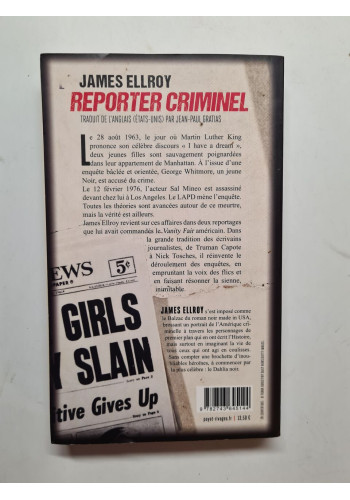 JAMES ELLROY
REPORTER CRIMINEL
TRADUIT DE L'ANGLAIS (ÉTATS-UNIS) PAR JEAN-PAUL GRATIAS
Le 28 août 1963, le jour où Martin Luther King
prononce son célèbre discours « I have a dream »,
deux jeunes filles sont sauvagement poignardées
dans leur appartement de Manhattan. À l'issue d'une
enquête bâclée et orientée, George Whitmore, un
jeune Noir, est accusé du crime.
Le 12 février 1976, l'acteur Sal Mineo est assassiné
devant chez lui à Los Angeles. Le LAPD mène l'enquête.
Toutes les théories sont avancées autour de ce meurtre,
mais la vérité est ailleurs.
James Ellroy revient sur ces affaires dans deux reportages
que lui avait commandés le Vanity Fair américain. Dans
la grande tradition des écrivains
journalistes, de Truman Capote
à Nick Tosches, il réinvente le
déroulement des enquêtes, en
empruntant la voix des flics et
en faisant résonner la sienne,
inimitable.
EWS
5¢
GIRLS
Y SLAIN
tive Gives Up
JAMES ELLROY s'est imposé comme
le Balzac du roman noir made in USA,
brossant un portrait de l'Amérique cri-
minelle à travers les personnages de
premier plan qui en ont écrit l'Histoire,
mais surtout en imaginant la vie de
tous ceux qui ont agi en coulisses.
Sans compter une brochette d'inou-
bliables héroïnes, à commencer par
la plus célèbre : le Dahlia noir.
9 782743 645144
payot-rivages.fr